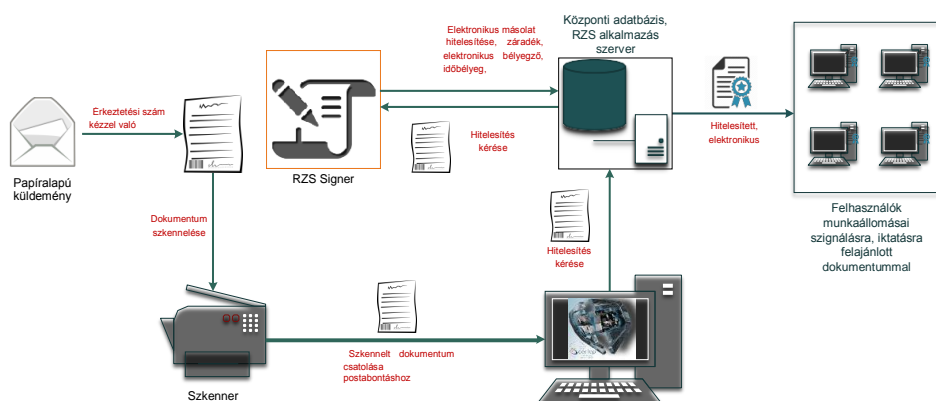 Elektronikus másolat
hitelesítése, záradék,
elektronikus bélyegző,
időbélyeg,
Központi adatbázis,
RZS alkalmazás
szerver
Érkeztetési szám
kézzel való
Papíralapú
küldemény
RZS Signer
Hitelesítés
kérése
Hitelesített,
elektronikus
Felhasználók
munkaállomásai
szignálásra, iktatásra
felajánlott
dokumentummal
Dokumentum
szkennelése
Hitelesítés
kérése
Szkennelt dokumentum
csatolása
postabontáshoz
Szkenner